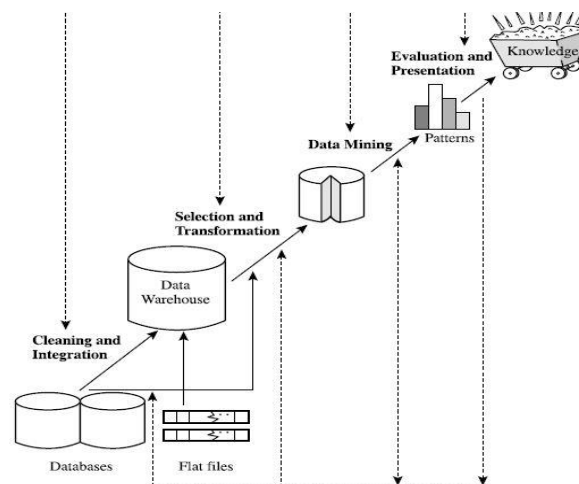 Evaluation and
Presentation
Knowledge
Patterns
Data Mining
Selection and
Transformation
Data
Warehouse
Cleaning and
Integration
Databases
Flat files